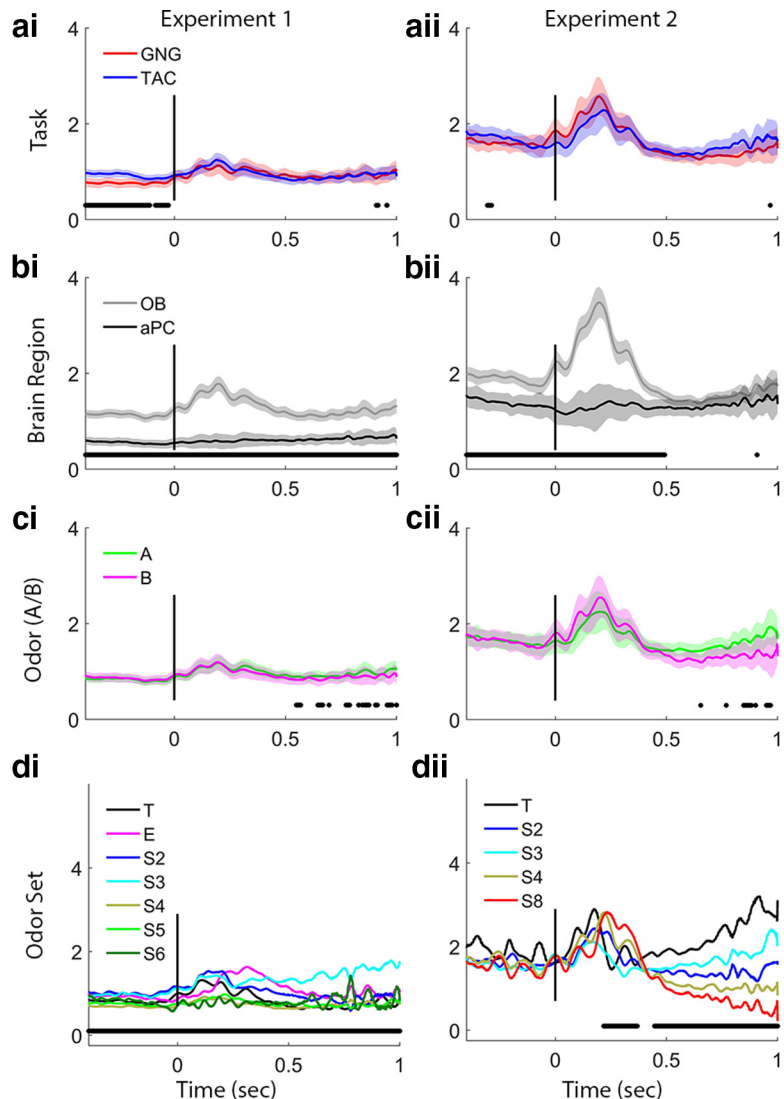 Experiment 1
Experiment 2
ai
aii
Task
4
2
0
GNG
TAC
0
0.5
1
4
2
0
0
0.5
1
bi
bii
Brain Region
4
2
0
OB
aPC
0
0.5
1
4
2
0
0
0.5
1
ci
cii
Odor (A/B)
4
2
0
A
B
0
0.5
1
4
2
0
0
0.5
1
di
dii
Odor Set
4
2
0
T
E
S2
S3
S4
S5
S6
0
0.5
1
Time (sec)
4
2
0
T
S2
S3
S4
S8
0
0.5
1
Time (sec)